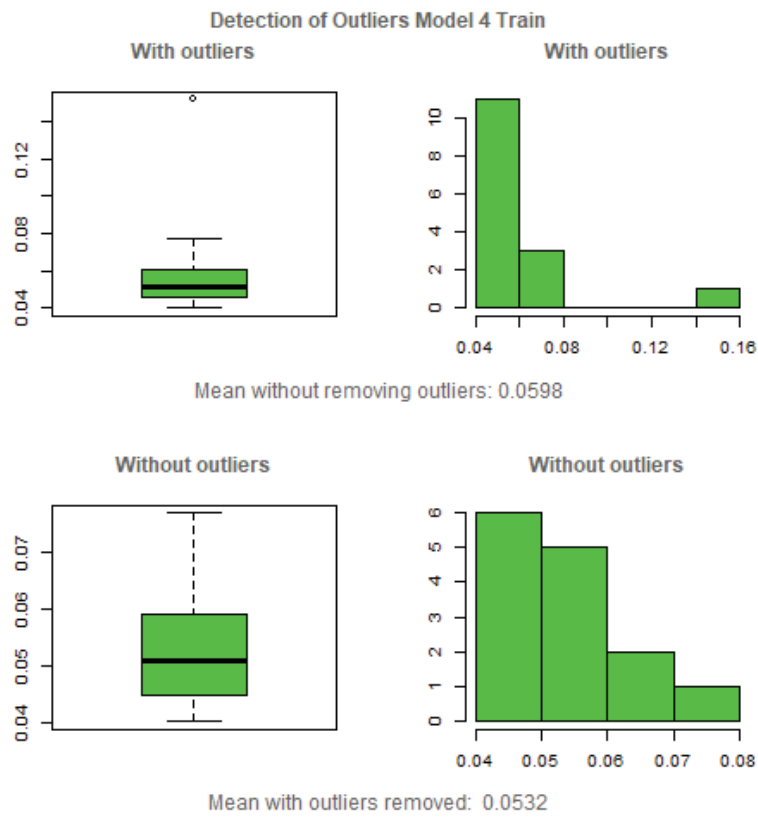 Detection of Outliers Model 4 Train
With outliers
With outliers
0.04 0.08 0.12
0 2 4 6 8 10
0.04 0.08 0.12 0.16
Mean without removing outliers: 0.0598
Without outliers
Without outliers
0.04 0.05 0.06 0.07
0 1 2 3 4 5 6
0.04 0.05 0.06 0.07 0.08
Mean with outliers removed: 0.0532